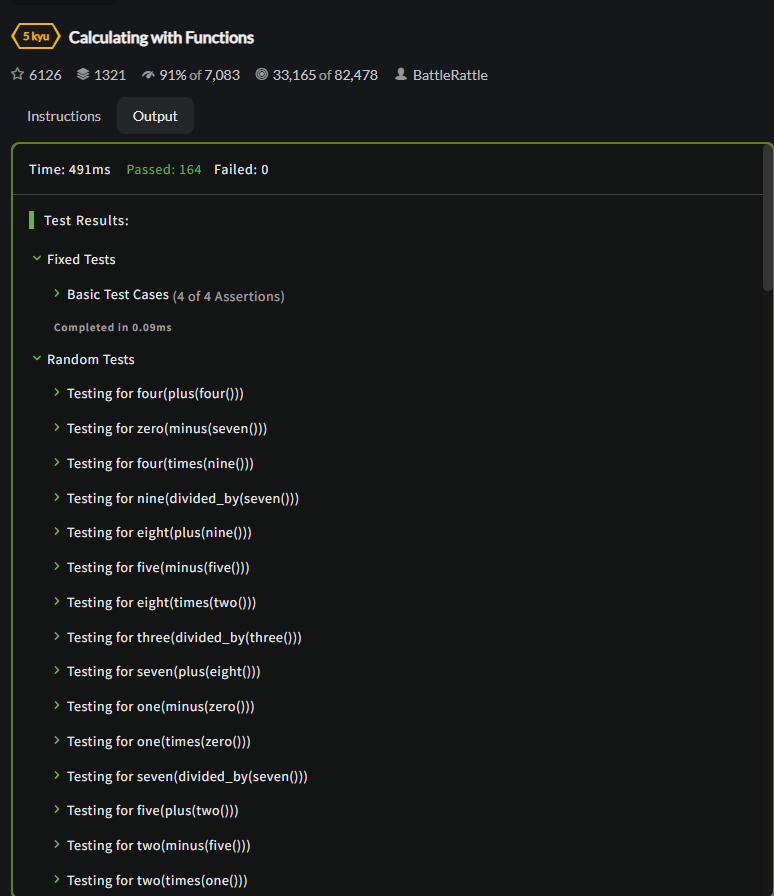 5 kyu Calculating with Functions
6126 1321 91% of 7,083 33,165 of 82,478 BattleRattle
Instructions Output
Time: 491ms Passed: 164 Failed: 0
Test Results:
Fixed Tests
Basic Test Cases (4 of 4 Assertions)
Completed in 0.09ms
Random Tests
Testing for four(plus(four()))
Testing for zero(minus(seven()))
Testing for four(times(nine()))
Testing for nine(divided_by(seven()))
Testing for eight(plus(nine()))
Testing for five(minus(five()))
Testing for eight(times(two()))
Testing for three(divided_by(three()))
Testing for seven(plus(eight()))
Testing for one(minus(zero()))
Testing for one(times(zero()))
Testing for seven(divided_by(seven()))
Testing for five(plus(two()))
Testing for two(minus(five()))
Testing for two(times(one()))